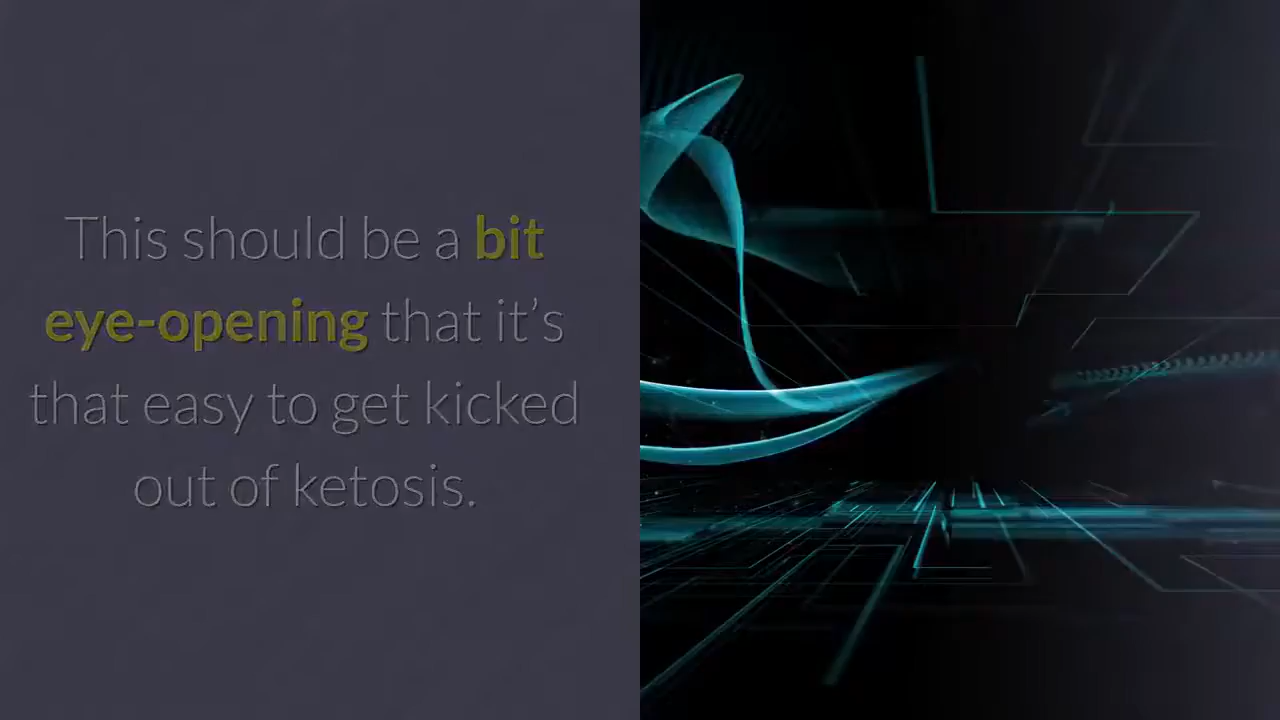 This should be a bit
eye-opening that it’s
that easy to get kicked
out of ketosis.